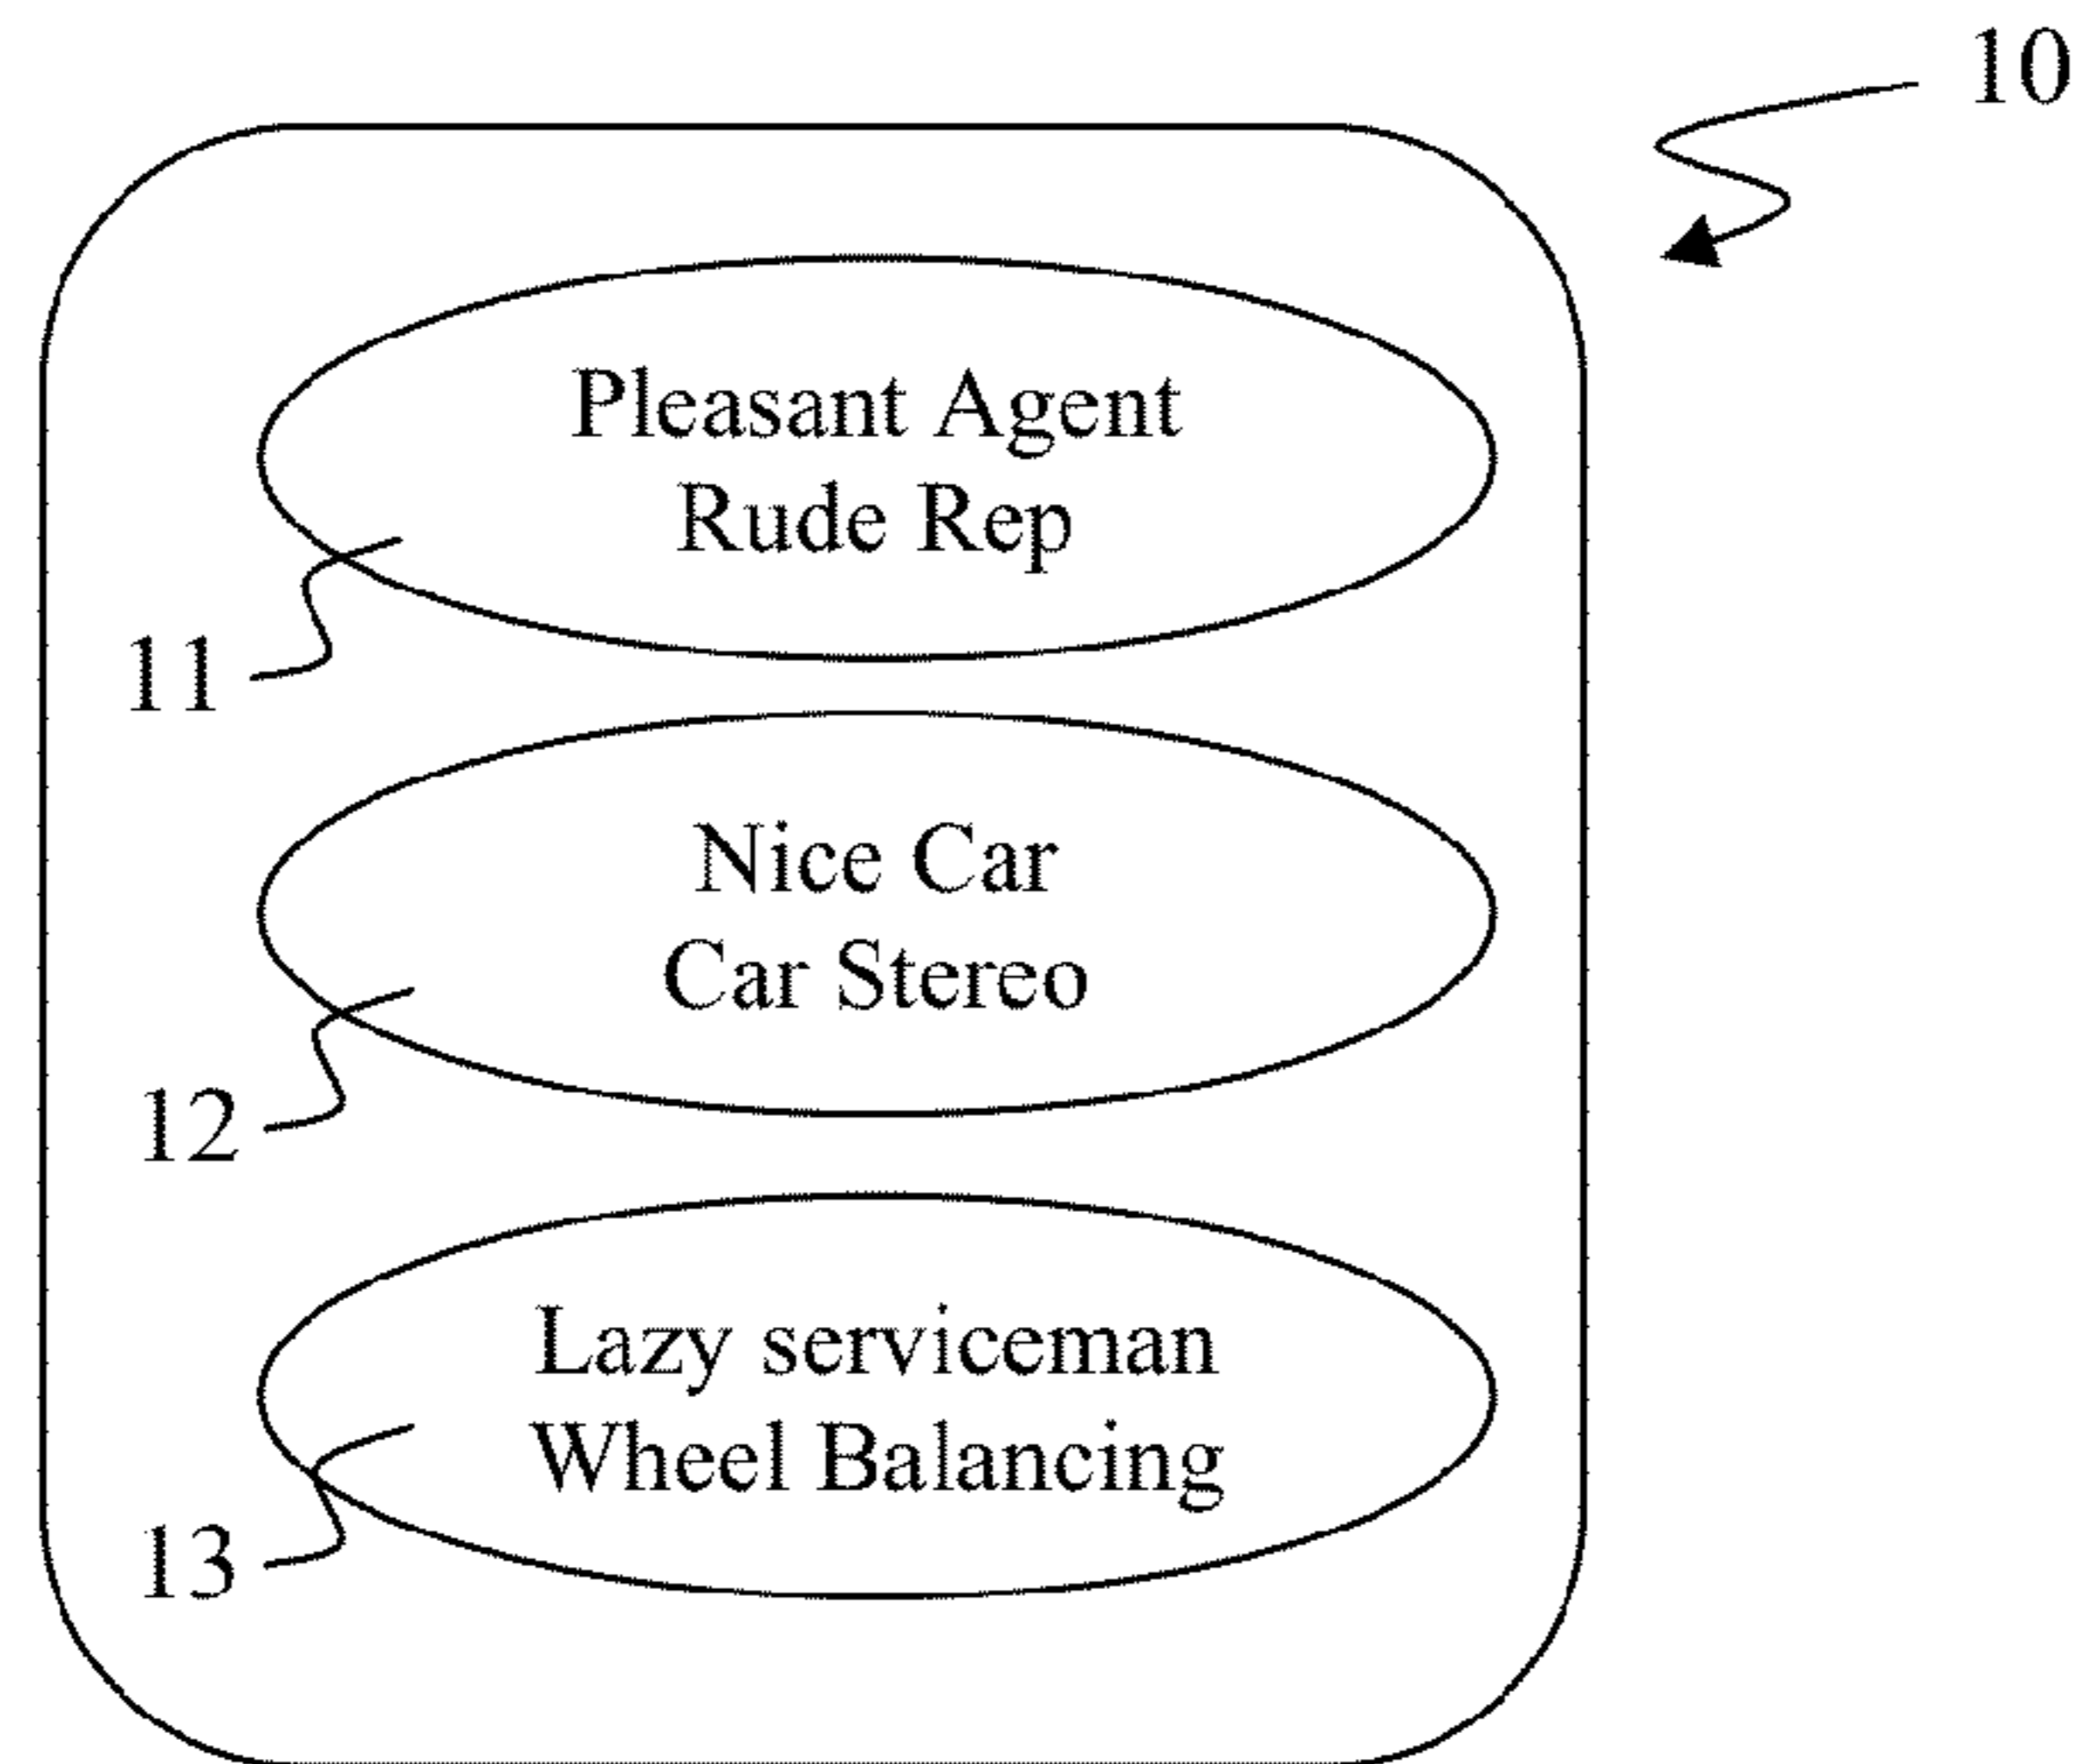 10
Pleasant Agent
Rude Rep
11
Nice Car
Car Stereo
12
Lazy serviceman
Wheel Balancing
13